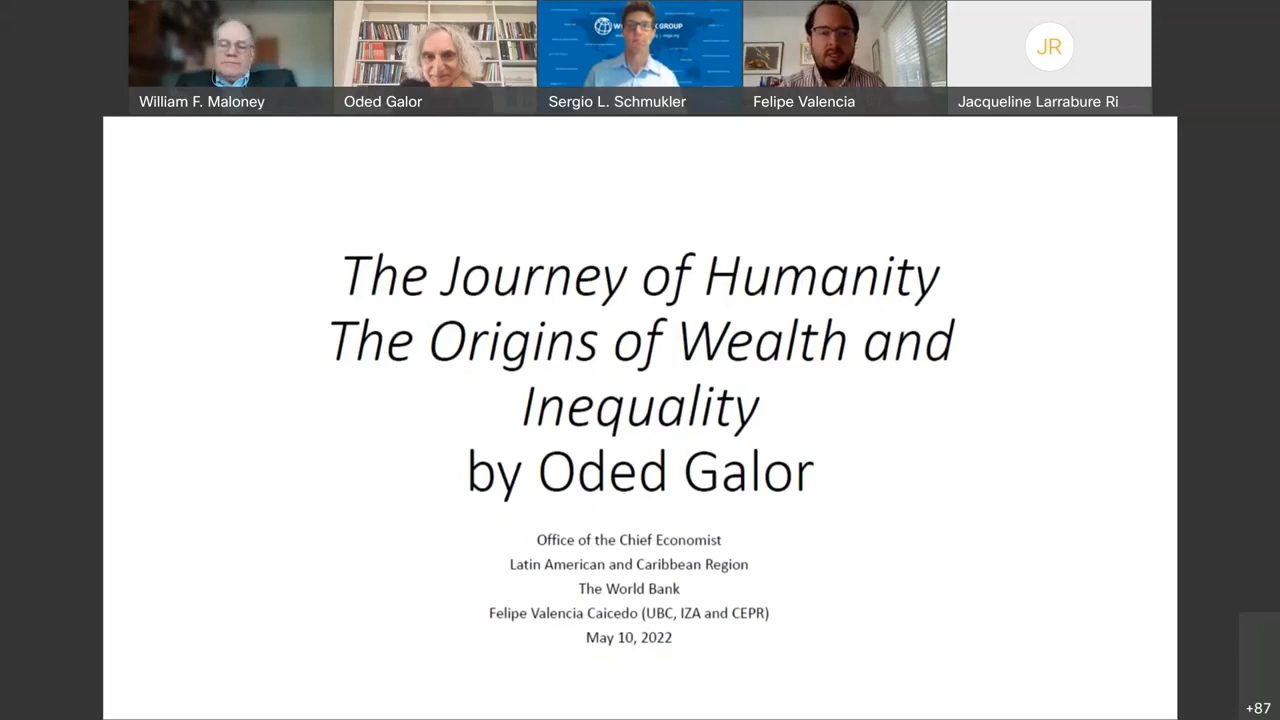 William F. Maloney
Oded Galor
Sergio L. Schmukler
Felipe Valencia
Jacqueline Larrabure Ri
JR
The Journey of Humanity
The Origins of Wealth and
Inequality
by Oded Galor
Office of the Chief Economist
Latin American and Caribbean Region
The World Bank
Felipe Valencia Caicedo (UBC, IZA and CEPR)
May 10, 2022
+87